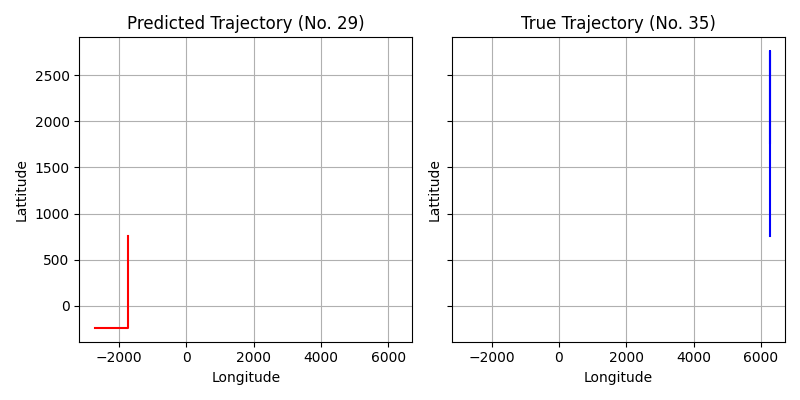 Predicted Trajectory (No. 29)
True Trajectory (No. 35)
Lattitude
2500
2000
1500
1000
500
0
−2000 0 2000 4000 6000
Longitude
Lattitude
−2000 0 2000 4000 6000
Longitude